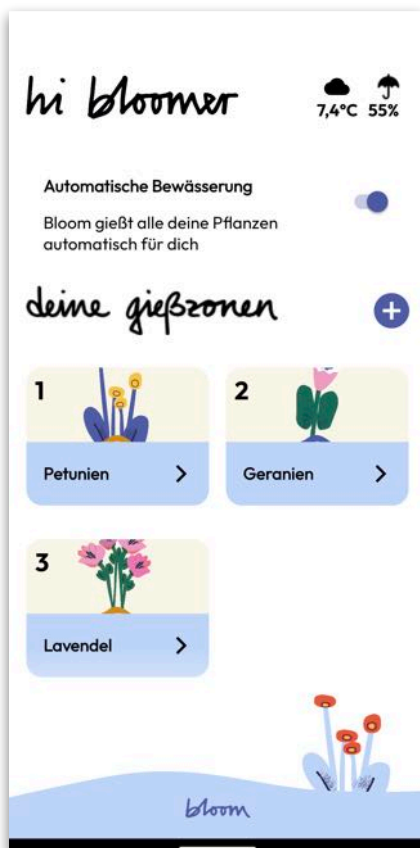 hi bloomer
7,4°C 55%
Automatische Bewässerung
Bloom gießt alle deine Pflanzen
automatisch für dich
deine gießzonen
+
1
Petunien
2
Geranien
3
Lavendel
bloom